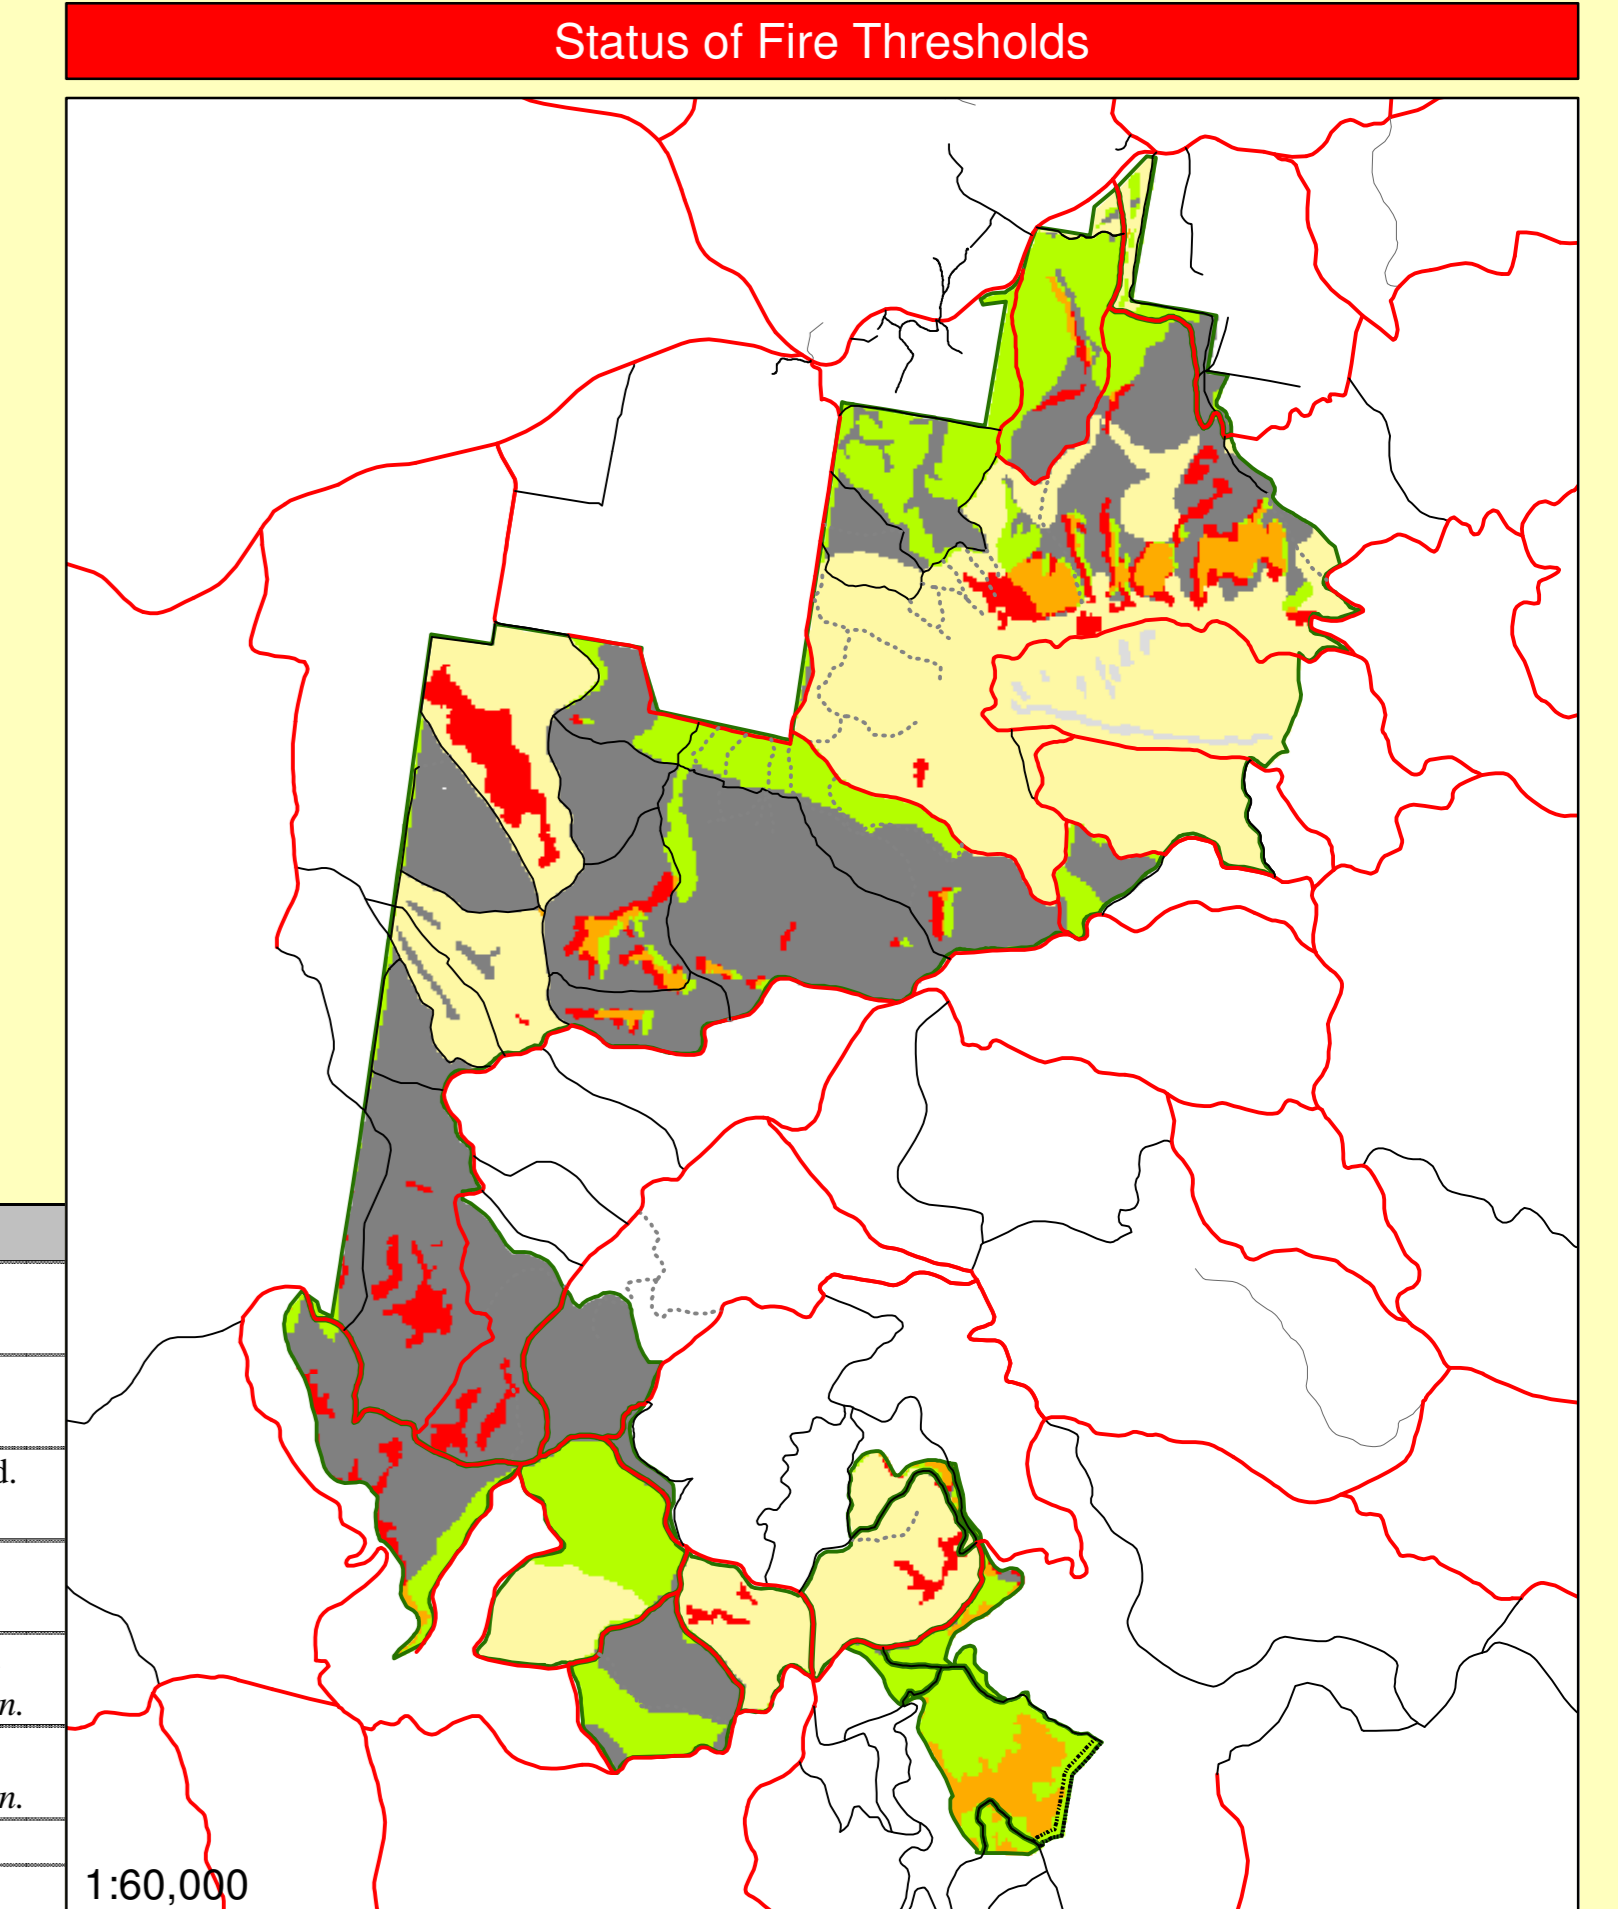 Status of Fire Thresholds
d.
n.
n.
1:60,000